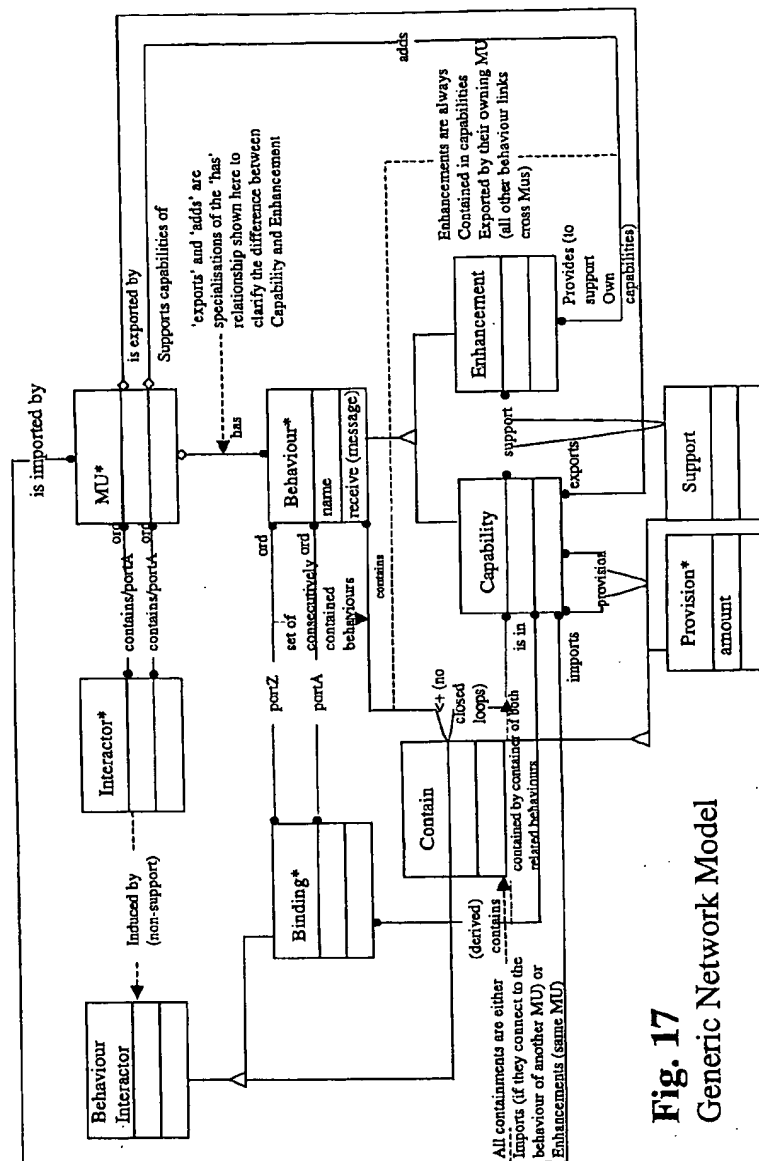 is imported by
MU*
is exported by
Supports capabilities of
adds
ord
ord
contains/portA
contains/portA
Interactor*
Induced by
(non-support)
Behaviour
Interactor
'exports' and 'adds' are
specialisations of the 'has'
relationship shown here to
clarify the difference between
Capability and Enhancement
has
Behaviour*
name
receive (message)
ord
ord
set of
consecutively
contained
behaviours
portZ
portA
Binding*
contains
Enhancements are always
Contained in capabilities
Exported by their owning MU
(all other behaviour links
cross Mus)
Enhancement
Provides (to
support
Own
capabilities)
support
Capability
exports
is in
imports
provision
<+ (no
closed
loops)
Contain
contained by container of both
related behaviours
(derived)
contains
Support
Provision*
amount
All containments are either
Imports (if they connect to the
behaviour of another MU) or
Enhancements (same MU)
Fig. 17
Generic Network Model